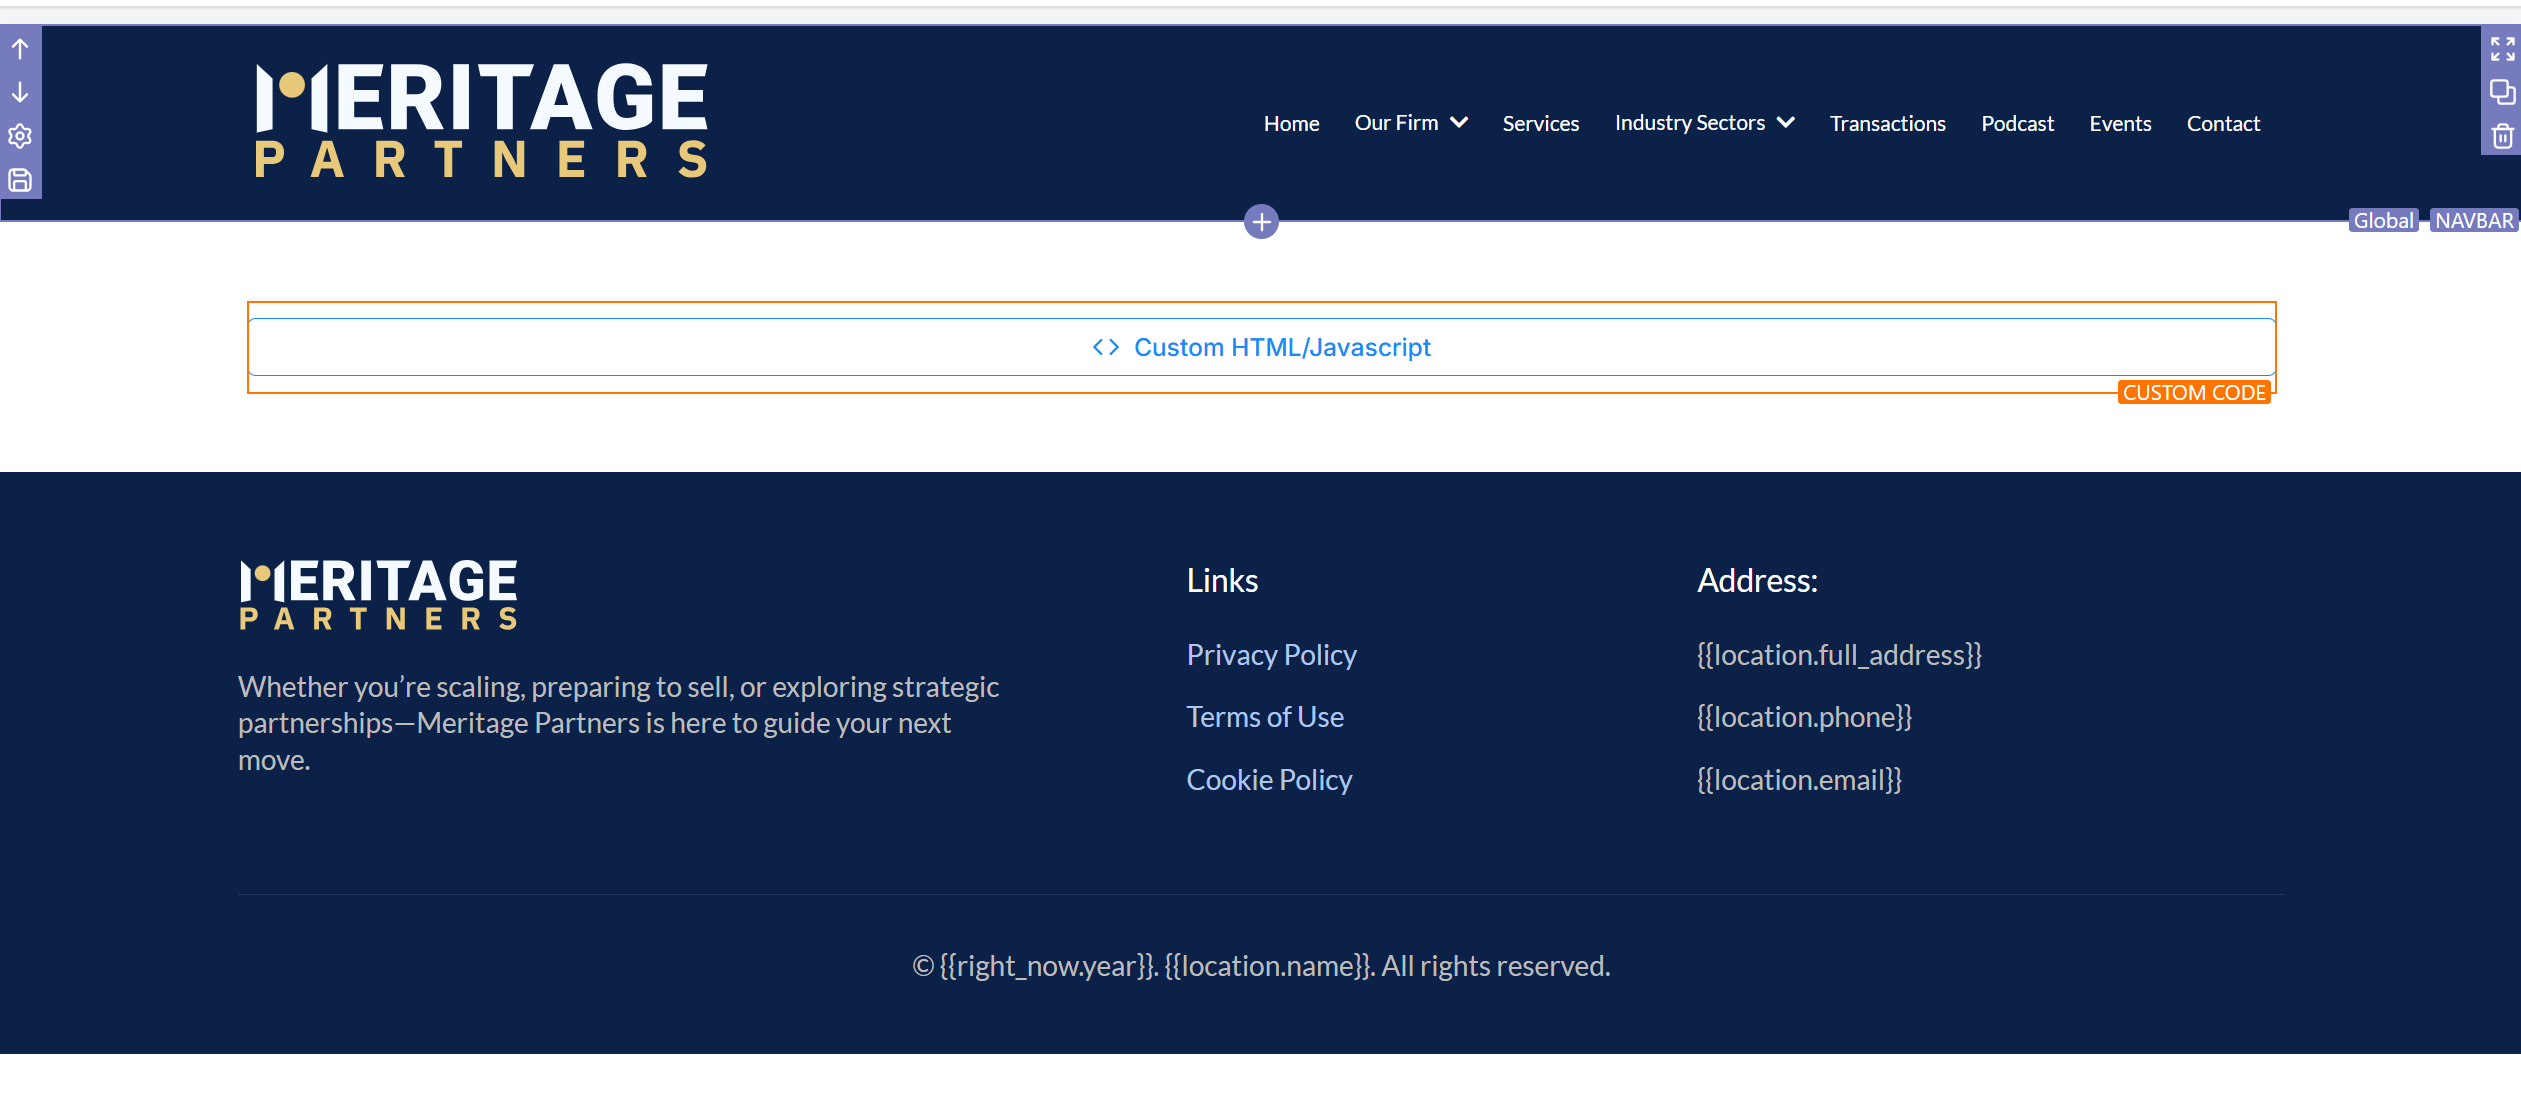 MERITAGE
PARTNERS
Home Our Firm Services Industry Sectors Transactions Podcast Events Contact
Global NAVBAR
Custom HTML/Javascript
CUSTOM CODE
MERITAGE
PARTNERS
Whether you’re scaling, preparing to sell, or exploring strategic
partnerships—Meritage Partners is here to guide your next
move.
Links
Privacy Policy
Terms of Use
Cookie Policy
Address:
{{location.full_address}}
{{location.phone}}
{{location.email}}
© {{right_now.year}}. {{location.name}}. All rights reserved.